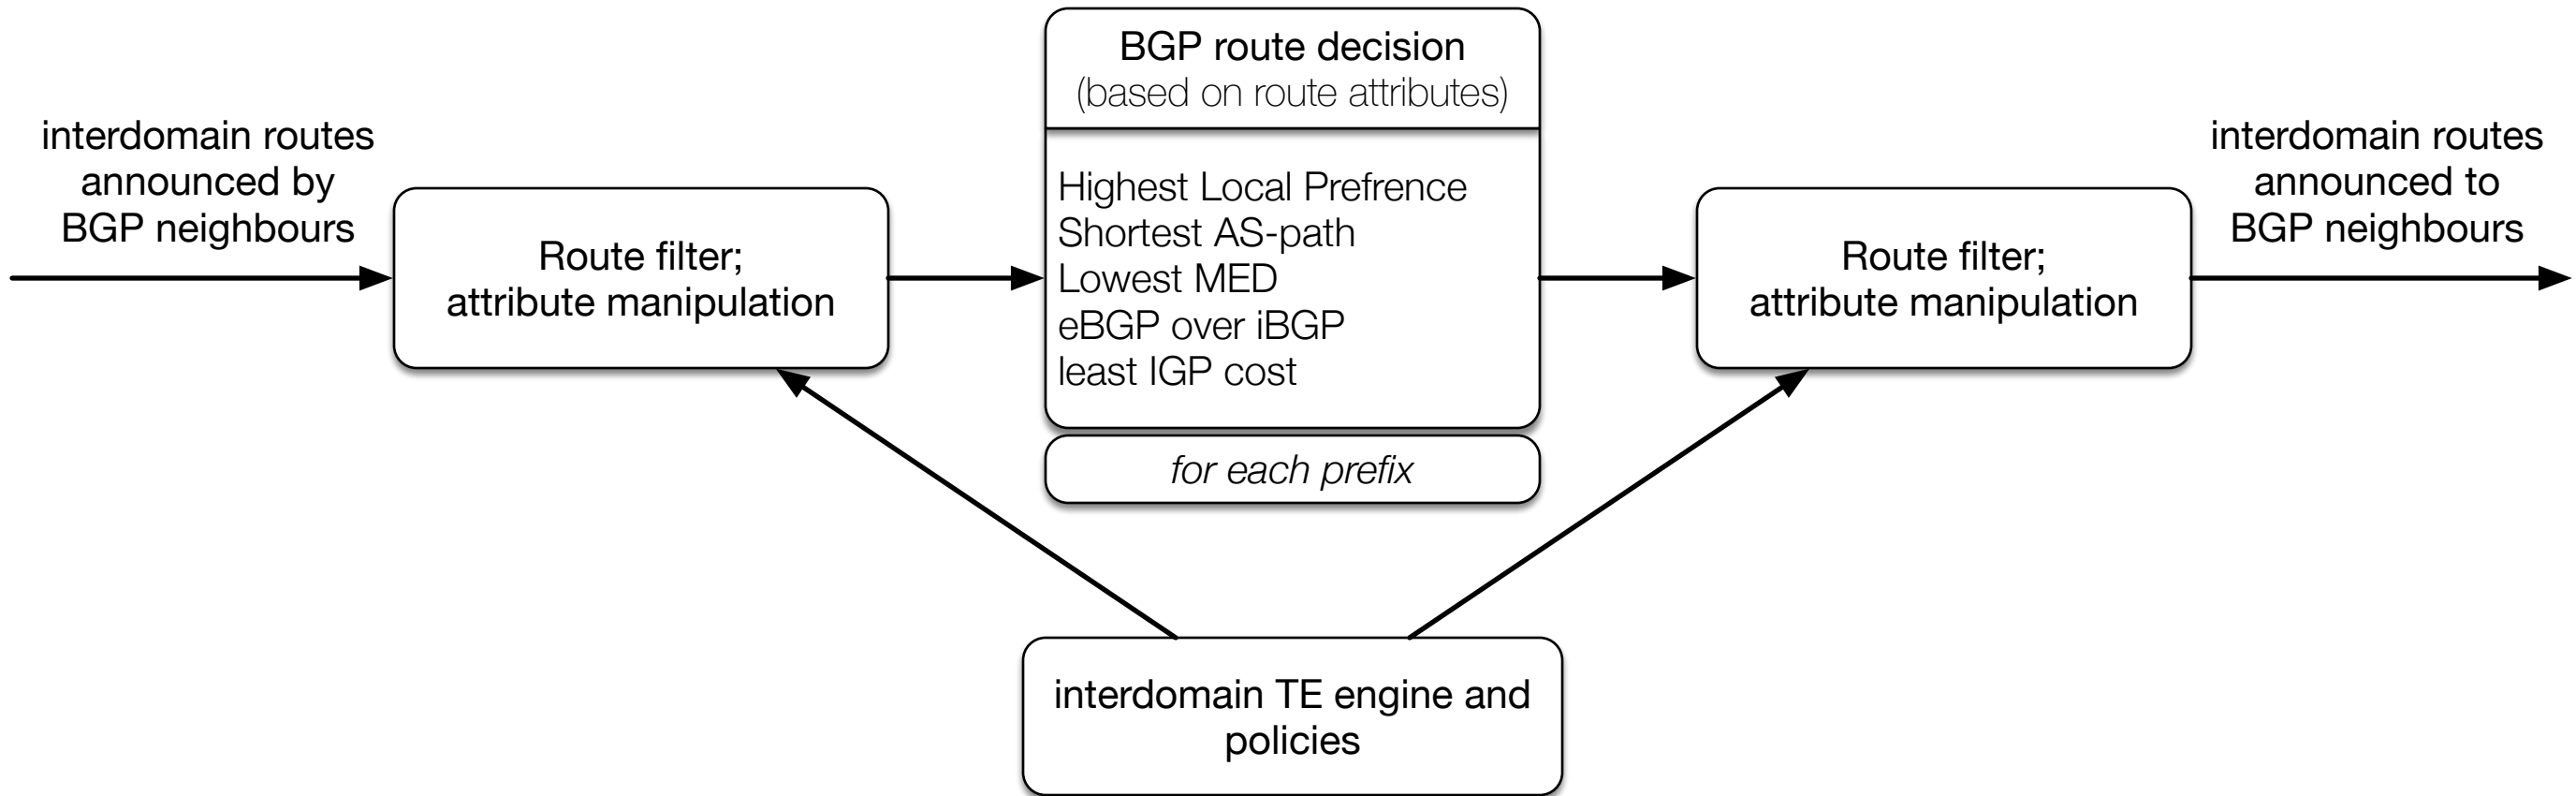 interdomain routes
announced by
BGP neighbours
Route filter;
attribute manipulation
BGP route decision
(based on route attributes)
Highest Local Prefrence
Shortest AS-path
Lowest MED
eBGP over iBGP
least IGP cost
for each prefix
Route filter;
attribute manipulation
interdomain routes
announced to
BGP neighbours
interdomain TE engine and
policies